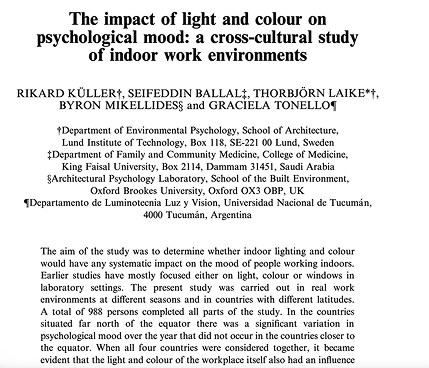 The impact of light and colour on
psychological mood: a cross-cultural study
of indoor work environments
RIKARD KÜLLER†, SEIFEDDIN BALLAL‡, THORBJÖRN LAIKE*†,
BYRON MIKELLIDES§ and GRACIELA TONELLO¶
†Department of Environmental Psychology, School of Architecture,
Lund Institute of Technology, Box 118, SE-221 00 Lund, Sweden
‡Department of Family and Community Medicine, College of Medicine,
King Faisal University, Box 2114, Dammam 31451, Saudi Arabia
§Architectural Psychology Laboratory, School of the Built Environment,
Oxford Brookes University, Oxford OX3 OBP, UK
¶Departamento de Luminotecnia Luz y Vision, Universidad Nacional de Tucumán,
4000 Tucumán, Argentina
The aim of the study was to determine whether indoor lighting and colour
would have any systematic impact on the mood of people working indoors.
Earlier studies have mostly focused either on light, colour or windows in
laboratory settings. The present study was carried out in real work
environments at different seasons and in countries with different latitudes.
A total of 988 persons completed all parts of the study. In the countries
situated far north of the equator there was a significant variation in
psychological mood over the year that did not occur in the countries closer to
the equator. When all four countries were considered together, it became
evident that the light and colour of the workplace itself also had an influence